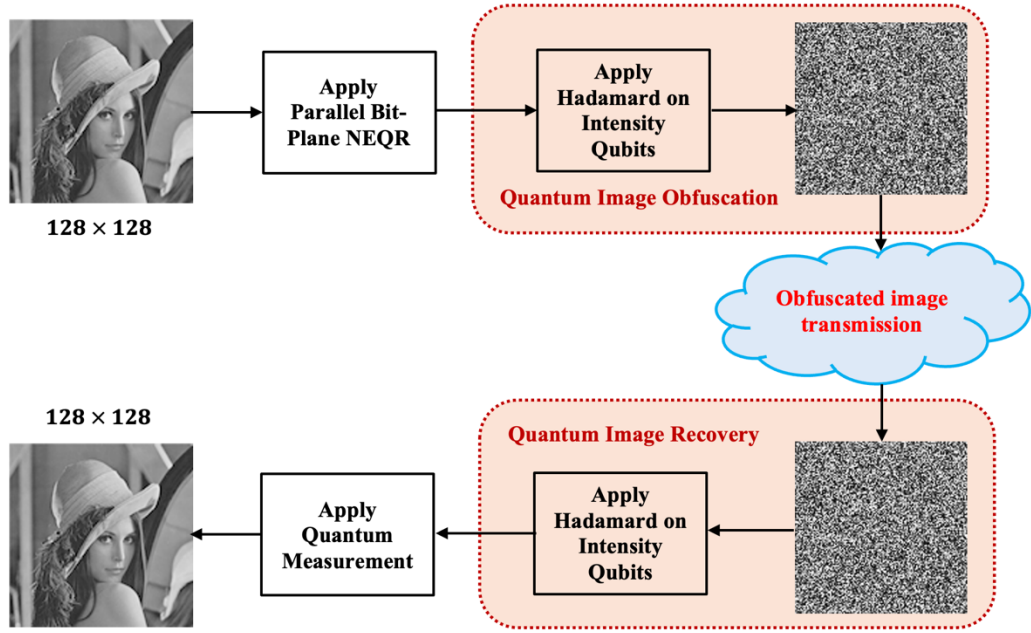 Apply
Parallel Bit-
Plane NEQR
Apply
Hadamard on
Intensity
Qubits
Quantum Image Obfuscation
128 × 128
Obfuscated image
transmission
128 × 128
Quantum Image Recovery
Apply
Quantum
Measurement
Apply
Hadamard on
Intensity
Qubits